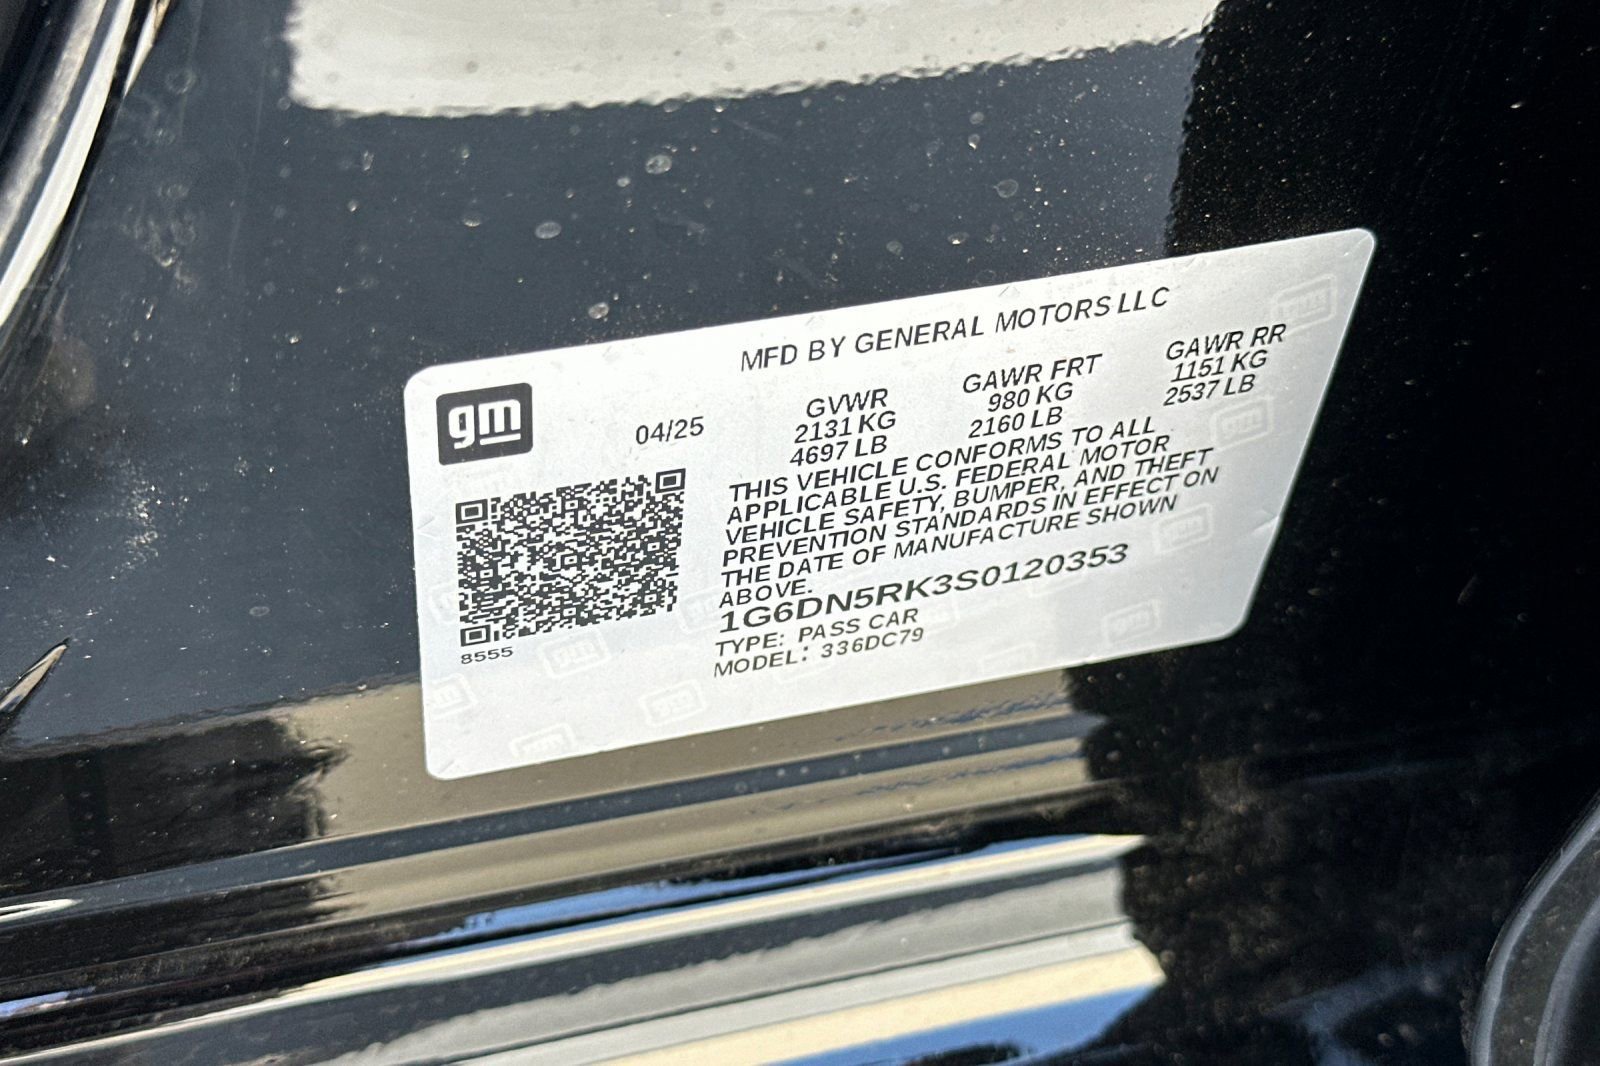 MFD BY GENERAL MOTORS LLC
gm
04/25
GVWR
2131 KG
4697 LB
GAWR FRT
980 KG
2160 LB
GAWR RR
1151 KG
2537 LB
THIS VEHICLE CONFORMS TO ALL
APPLICABLE U.S. FEDERAL MOTOR
VEHICLE SAFETY, BUMPER, AND THEFT
PREVENTION STANDARDS IN EFFECT ON
THE DATE OF MANUFACTURE SHOWN
ABOVE.
1G6DN5RK3S0120353
TYPE: PASS CAR
MODEL: 336DC79
8555